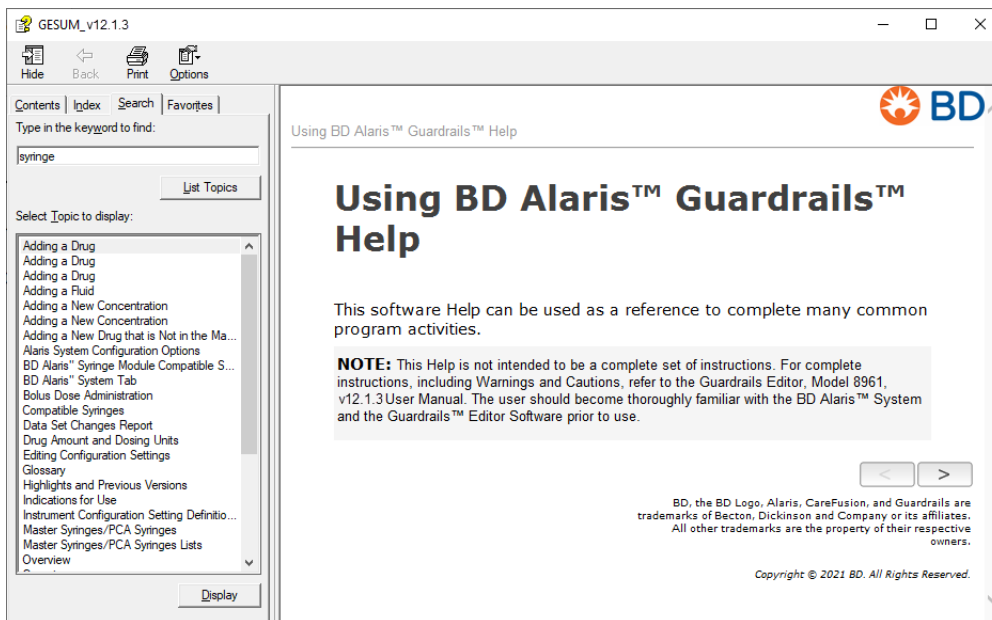 GESUM_v12.1.3
Hide Back Print Options
Contents Index Search Favorites
Type in the keyword to find:
syringe
List Topics
Select Topic to display:
Adding a Drug
Adding a Drug
Adding a Drug
Adding a Fluid
Adding a New Concentration
Adding a New Concentration
Adding a New Drug that is Not in the Ma...
Alaris System Configuration Options
BD Alaris" Syringe Module Compatible S...
BD Alaris" System Tab
Bolus Dose Administration
Compatible Syringes
Data Set Changes Report
Drug Amount and Dosing Units
Editing Configuration Settings
Glossary
Highlights and Previous Versions
Indications for Use
Instrument Configuration Setting Definitio...
Master Syringes/PCA Syringes
Master Syringes/PCA Syringes Lists
Overview
Display
BD
Using BD Alaris™ Guardrails™ Help
Using BD Alaris™ Guardrails™
Help
This software Help can be used as a reference to complete many common
program activities.
NOTE: This Help is not intended to be a complete set of instructions. For complete
instructions, including Warnings and Cautions, refer to the Guardrails Editor, Model 8961,
v12.1.3 User Manual. The user should become thoroughly familiar with the BD Alaris™ System
and the Guardrails™ Editor Software prior to use.
< >
BD, the BD Logo, Alaris, CareFusion, and Guardrails are
trademarks of Becton, Dickinson and Company or its affiliates.
All other trademarks are the property of their respective
owners.
Copyright © 2021 BD. All Rights Reserved.